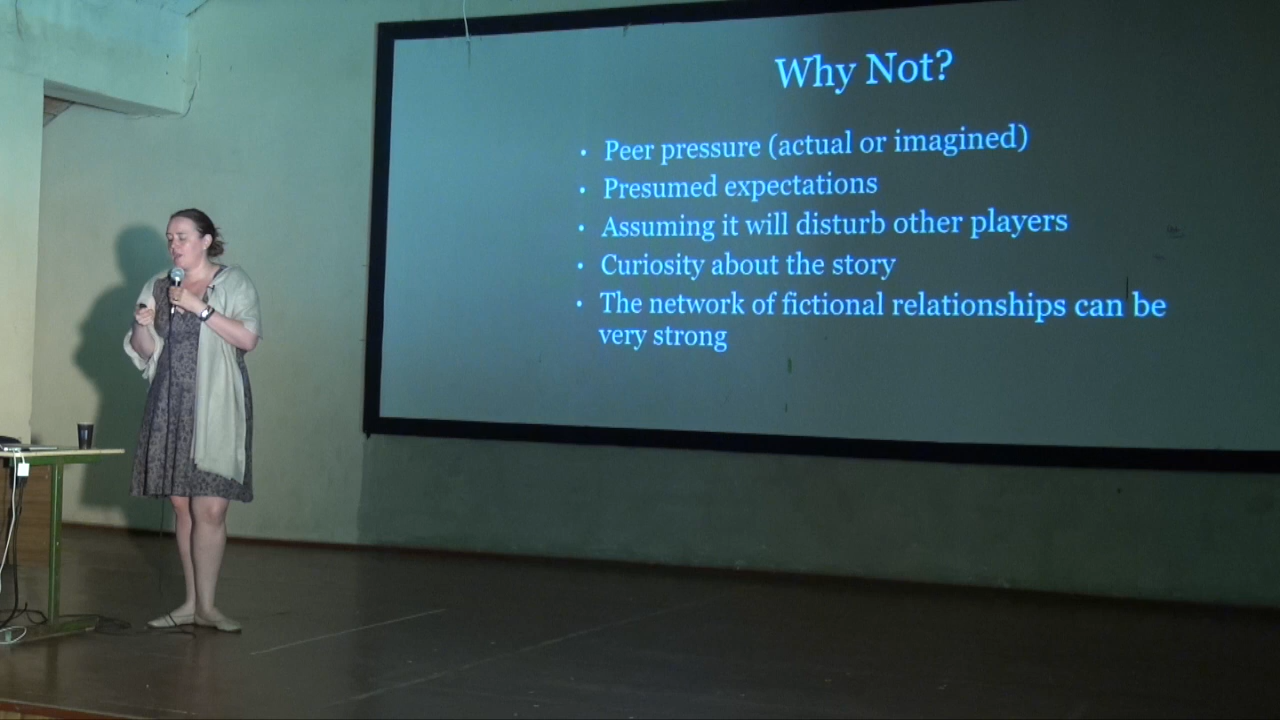 Why Not?
• Peer pressure (actual or imagined)
• Presumed expectations
• Assuming it will disturb other players
• Curiosity about the story
• The network of fictional relationships can be
very strong